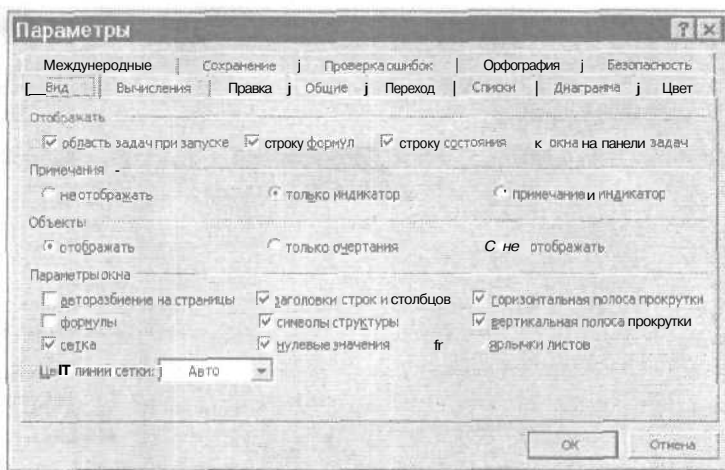 Параметры
Международные Сохранение j Проверка ошибок Орфография j Безопасность
Вид Вычисления Правка j Общие j Переход Списки Диаграмма j Цвет
Отображать
область задач при запуске строку формул строку состояния к окна на панели задач
Примечания -
не отображать только индикатор примечание и индикатор
Объекты
отображать только очертания С не отображать
Параметры окна
авторазбиение на страницы заголовки строк и столбцов горизонтальная полоса прокрутки
формулы символы структуры вертикальная полоса прокрутки
сетка нулевые значения fr ярлычки листов
ЦвIT линии сетки: j Авто
ОК Отмена